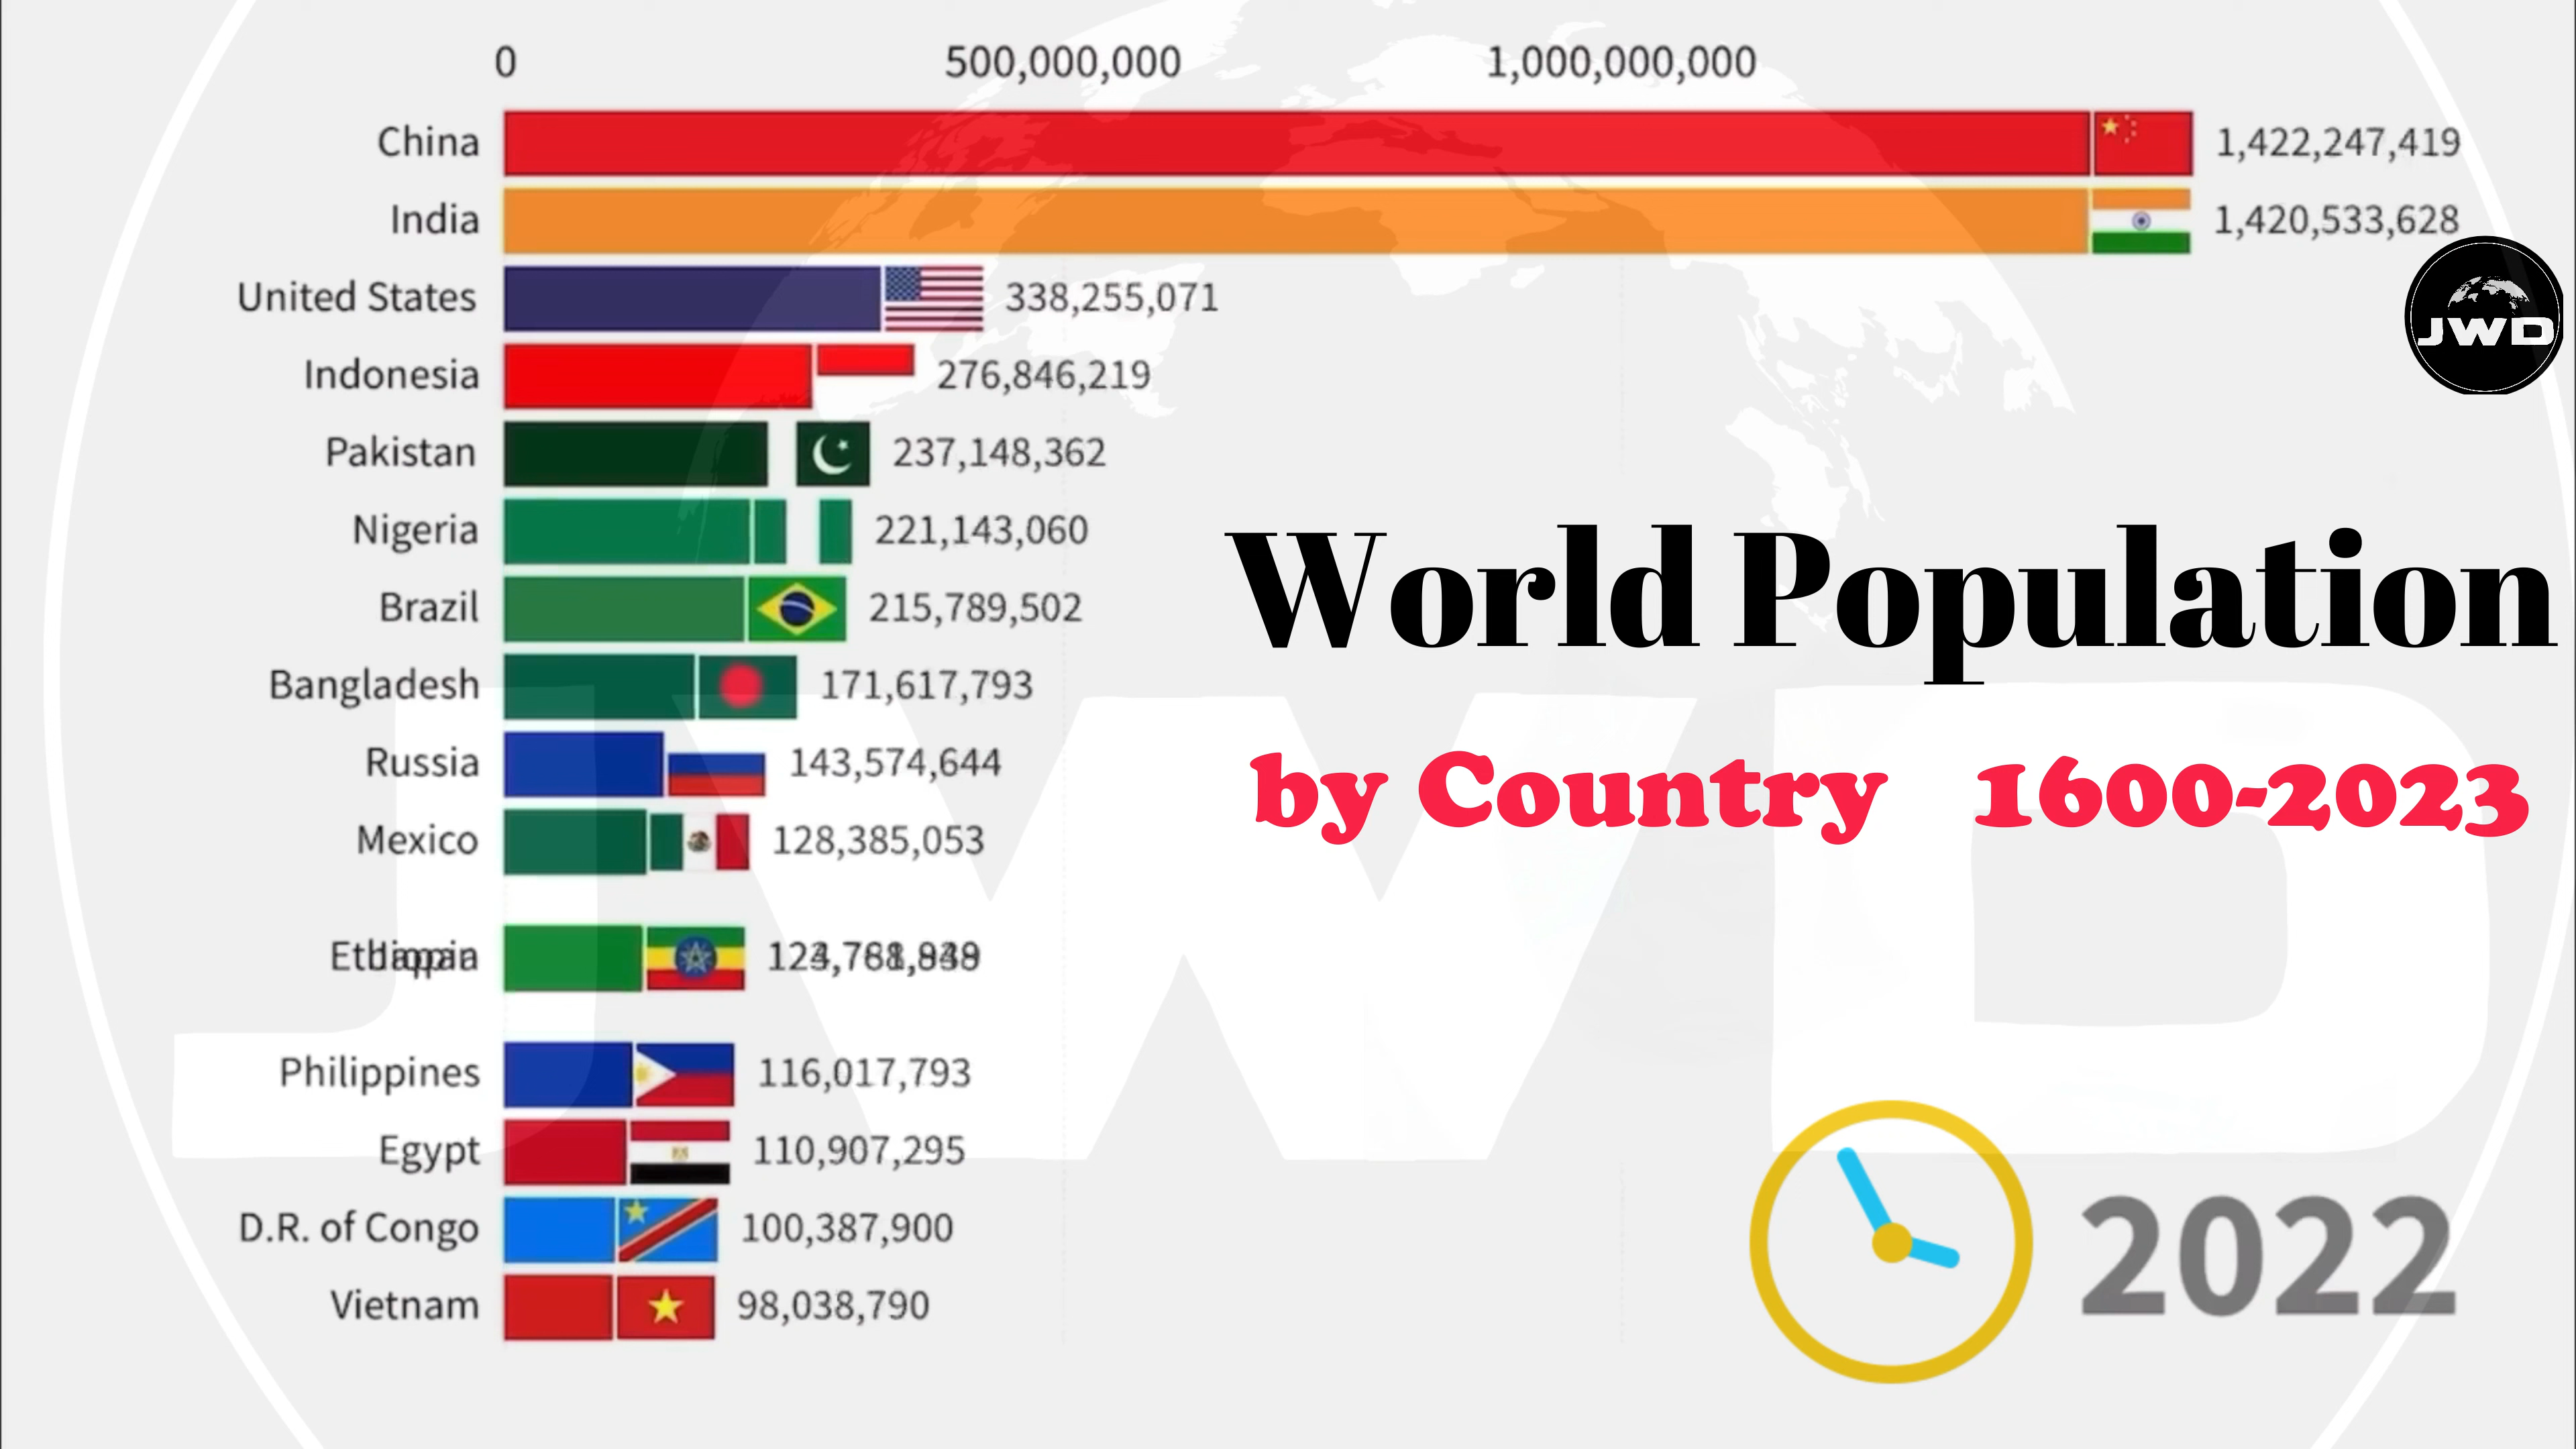 0 500,000,000 1,000,000,000
China 1,422,247,419
India 1,420,533,628
United States 338,255,071
JWD
Indonesia 276,846,219
Pakistan 237,148,362
Nigeria 221,143,060
Brazil 215,789,502
World Population
Bangladesh 171,617,793
Russia 143,574,644
by Country 1600-2023
Mexico 128,385,053
JWD
Philippines 116,017,793
Egypt 110,907,295
D.R. of Congo 100,387,900
2022
Vietnam 98,038,790